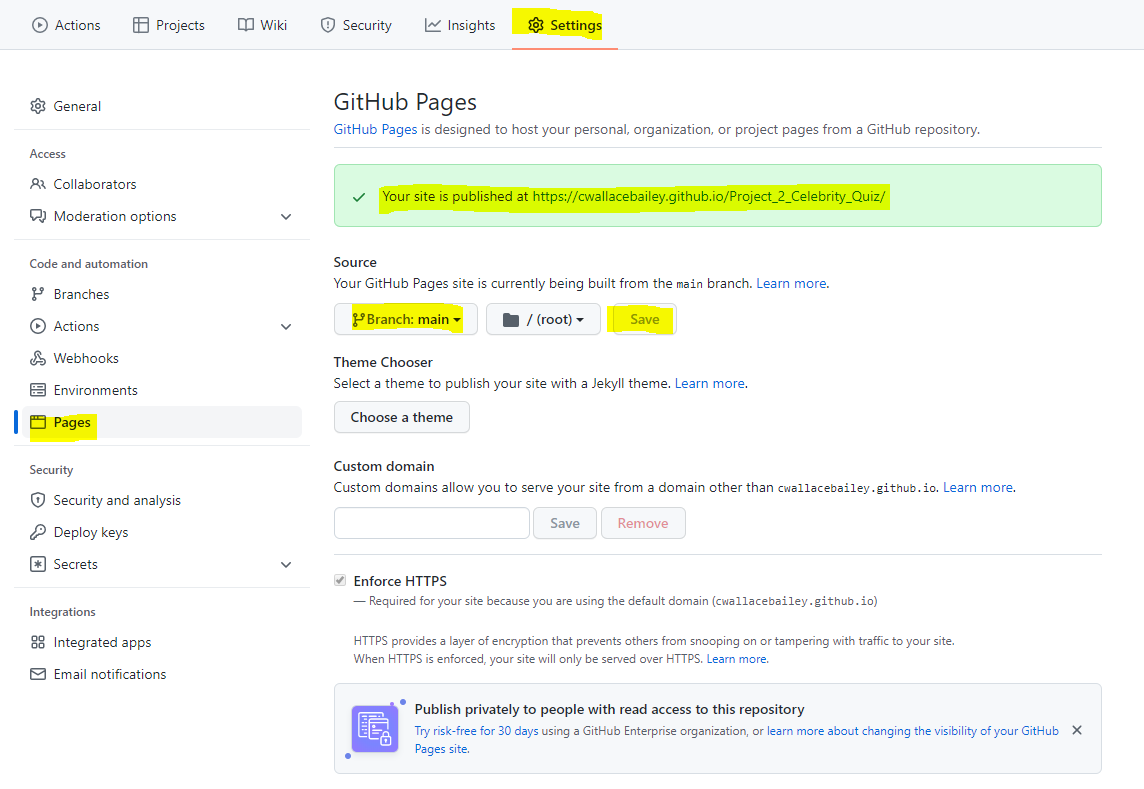 Actions Projects Wiki Security Insights Settings
General
Access
Collaborators
Moderation options
Code and automation
Branches
Actions
Webhooks
Environments
Pages
Security
Security and analysis
Deploy keys
Secrets
Integrations
Integrated apps
Email notifications
GitHub Pages
GitHub Pages is designed to host your personal, organization, or project pages from a GitHub repository.
Your site is published at https://cwallacebailey.github.io/Project_2_Celebrity_Quiz/
Source
Your GitHub Pages site is currently being built from the main branch. Learn more.
Branch: main / (root) Save
Theme Chooser
Select a theme to publish your site with a Jekyll theme. Learn more.
Choose a theme
Custom domain
Custom domains allow you to serve your site from a domain other than cwallacebailey.github.io. Learn more.
Save Remove
Enforce HTTPS
— Required for your site because you are using the default domain (cwallacebailey.github.io)
HTTPS provides a layer of encryption that prevents others from snooping on or tampering with traffic to your site.
When HTTPS is enforced, your site will only be served over HTTPS. Learn more.
Publish privately to people with read access to this repository
Try risk-free for 30 days using a GitHub Enterprise organization, or learn more about changing the visibility of your GitHub
Pages site.